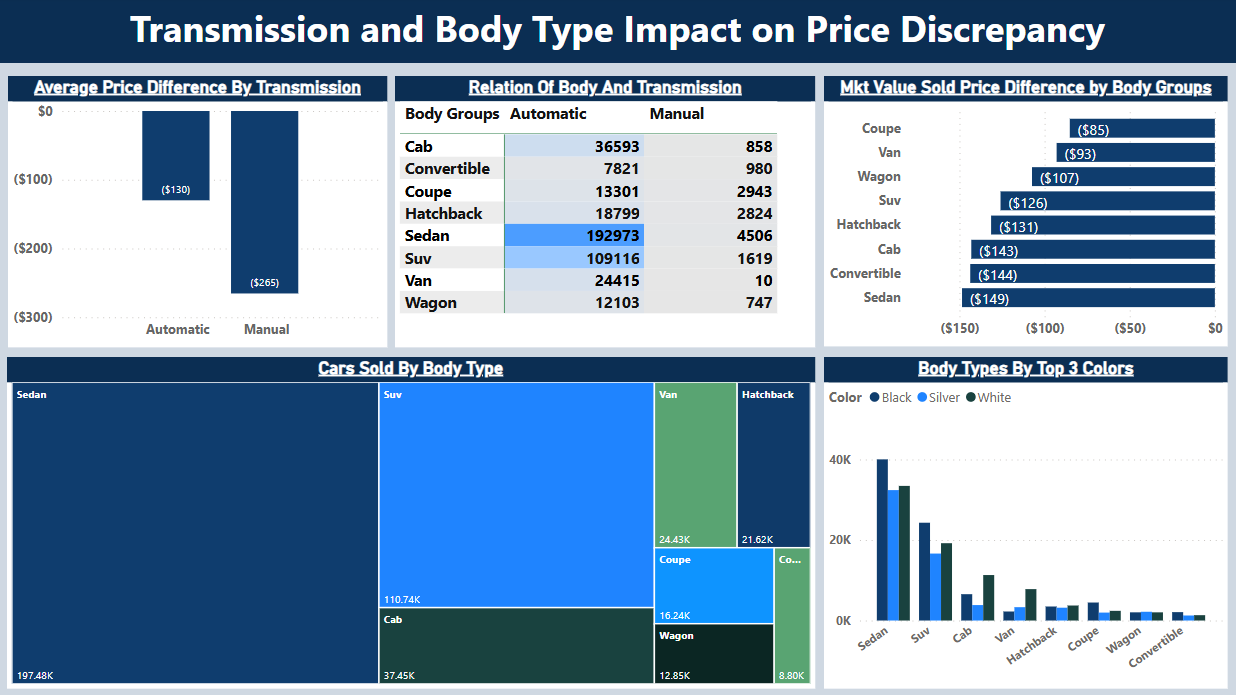 Transmission and Body Type Impact on Price Discrepancy
Average Price Difference By Transmission
$0
($100)
($200)
($300)
($130)
($265)
Automatic Manual
Relation Of Body And Transmission
Body Groups Automatic Manual
Cab 36593 858
Convertible 7821 980
Coupe 13301 2943
Hatchback 18799 2824
Sedan 192973 4506
Suv 109116 1619
Van 24415 10
Wagon 12103 747
Mkt Value Sold Price Difference by Body Groups
Coupe ($85)
Van ($93)
Wagon ($107)
Suv ($126)
Hatchback ($131)
Cab ($143)
Convertible ($144)
Sedan ($149)
($150) ($100) ($50) $0
Cars Sold By Body Type
Sedan
197.48K
Suv
110.74K
Cab
37.45K
Van
24.43K
Hatchback
21.62K
Coupe
16.24K
Wagon
12.85K
Co...
8.80K
Body Types By Top 3 Colors
Color Black Silver White
40K
20K
0K
Sedan Suv Cab Van Hatchback Coupe Wagon Convertible